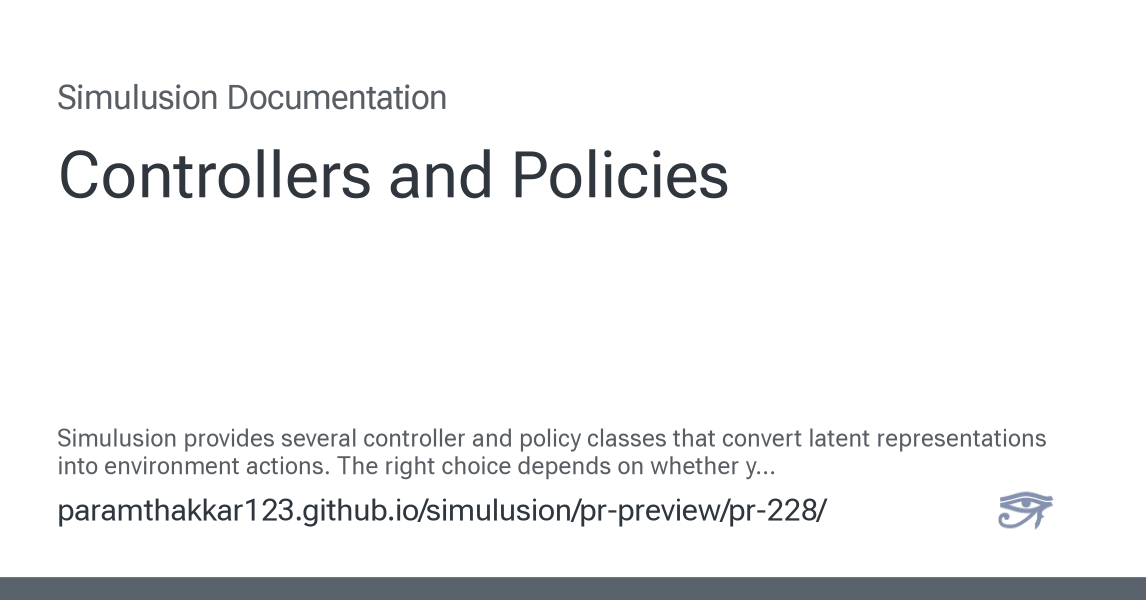 Simulusion Documentation
Controllers and Policies
Simulusion provides several controller and policy classes that convert latent representations
into environment actions. The right choice depends on whether y...
paramthakkar123.github.io/simulusion/pr-preview/pr-228/